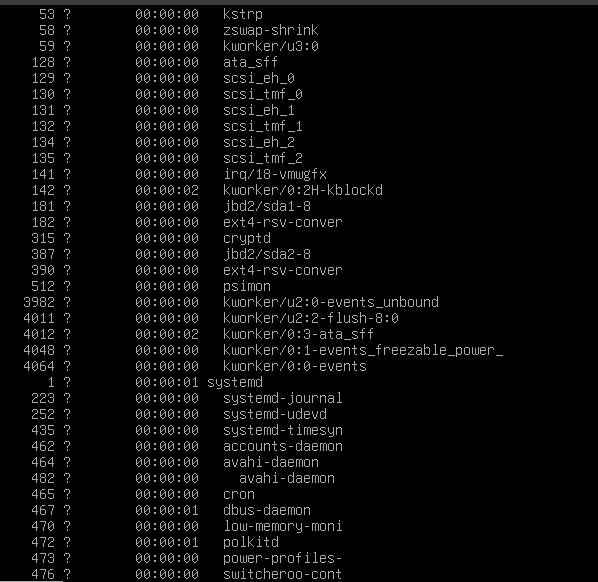 53 ? 00:00:00 kstrp
58 ? 00:00:00 zswap-shrink
59 ? 00:00:00 kworker/u3:0
128 ? 00:00:00 ata_sff
129 ? 00:00:00 scsi_eh_0
130 ? 00:00:00 scsi_tmf_0
131 ? 00:00:00 scsi_eh_1
132 ? 00:00:00 scsi_tmf_1
134 ? 00:00:00 scsi_eh_2
135 ? 00:00:00 scsi_tmf_2
141 ? 00:00:00 irq/18-vmwgfx
142 ? 00:00:02 kworker/0:2H-kblockd
181 ? 00:00:00 jbd2/sda1-8
182 ? 00:00:00 ext4-rsv-conver
315 ? 00:00:00 cryptd
387 ? 00:00:00 jbd2/sda2-8
390 ? 00:00:00 ext4-rsv-conver
512 ? 00:00:00 psimon
3982 ? 00:00:00 kworker/u2:0-events_unbound
4011 ? 00:00:00 kworker/u2:2-flush-8:0
4012 ? 00:00:02 kworker/0:3-ata_sff
4048 ? 00:00:00 kworker/0:1-events_freezable_power_
4064 ? 00:00:00 kworker/0:0-events
1 ? 00:00:01 systemd
223 ? 00:00:00 systemd-journal
252 ? 00:00:00 systemd-udevd
435 ? 00:00:00 systemd-timesyn
462 ? 00:00:00 accounts-daemon
464 ? 00:00:00 avahi-daemon
482 ? 00:00:00 avahi-daemon
465 ? 00:00:00 cron
467 ? 00:00:01 dbus-daemon
470 ? 00:00:00 low-memory-moni
472 ? 00:00:01 polkitd
473 ? 00:00:00 power-profiles-
476 ? 00:00:00 switcheroo-cont